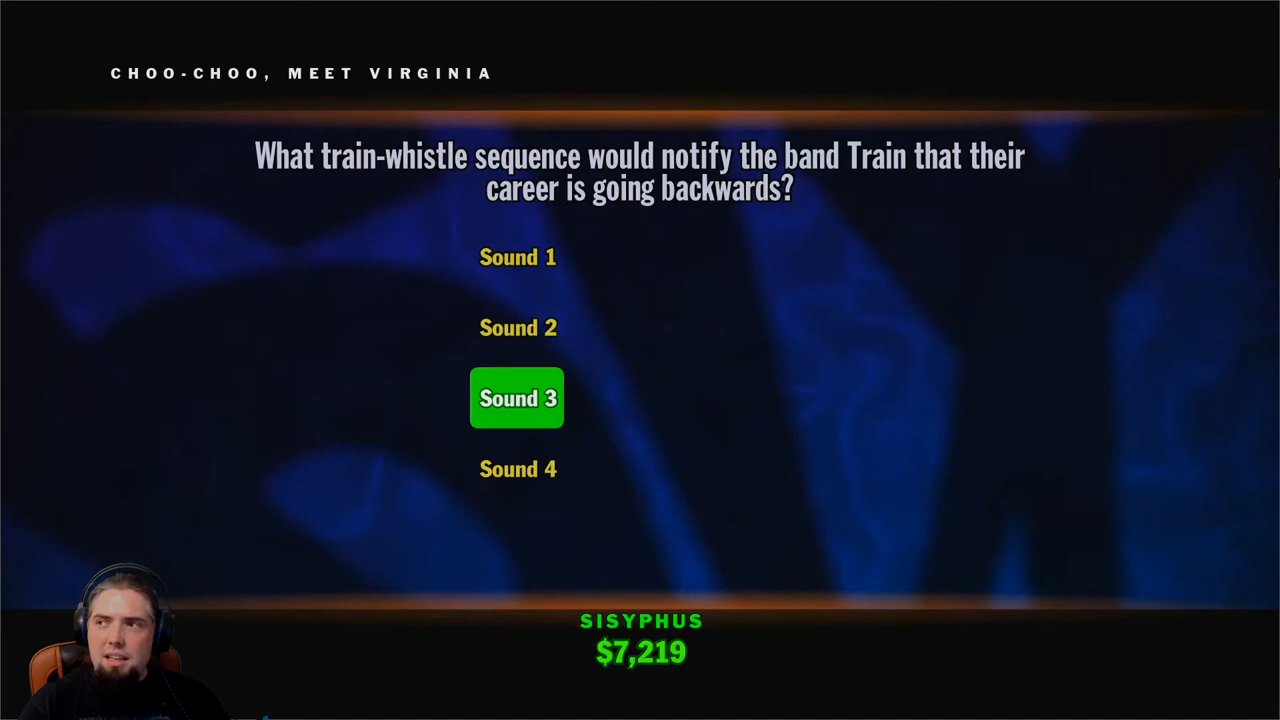 CHOO-CHOO, MEET VIRGINIA
What train-whistle sequence would notify the band Train that their
career is going backwards?
Sound 1
Sound 2
Sound 3
Sound 4
SISYPHUS
$7,219